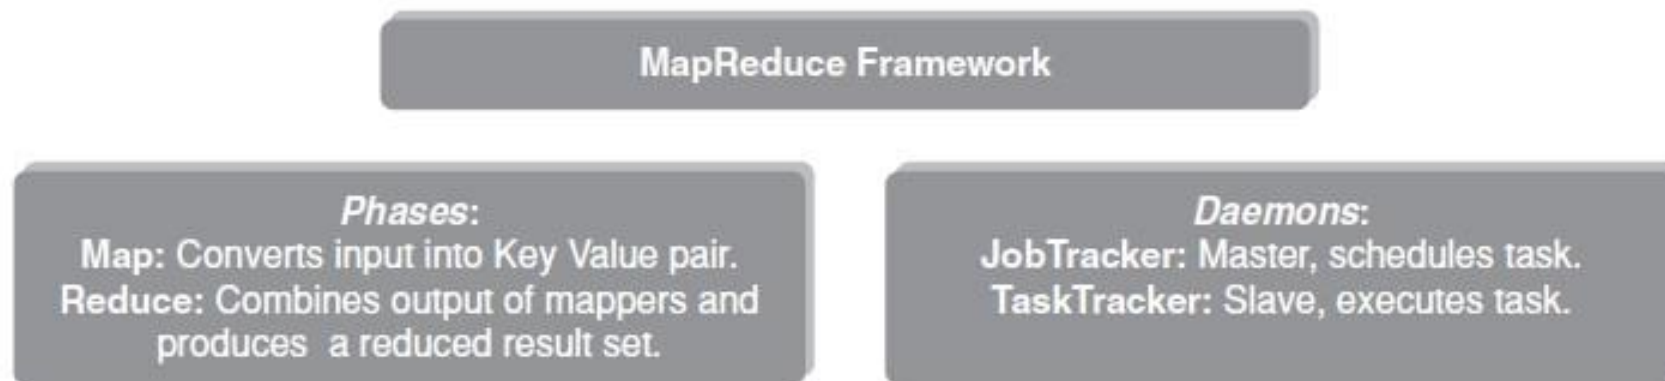 MapReduce Framework
Phases:
Map: Converts input into Key Value pair.
Reduce: Combines output of mappers and
produces a reduced result set.
Daemons:
JobTracker: Master, schedules task.
TaskTracker: Slave, executes task.